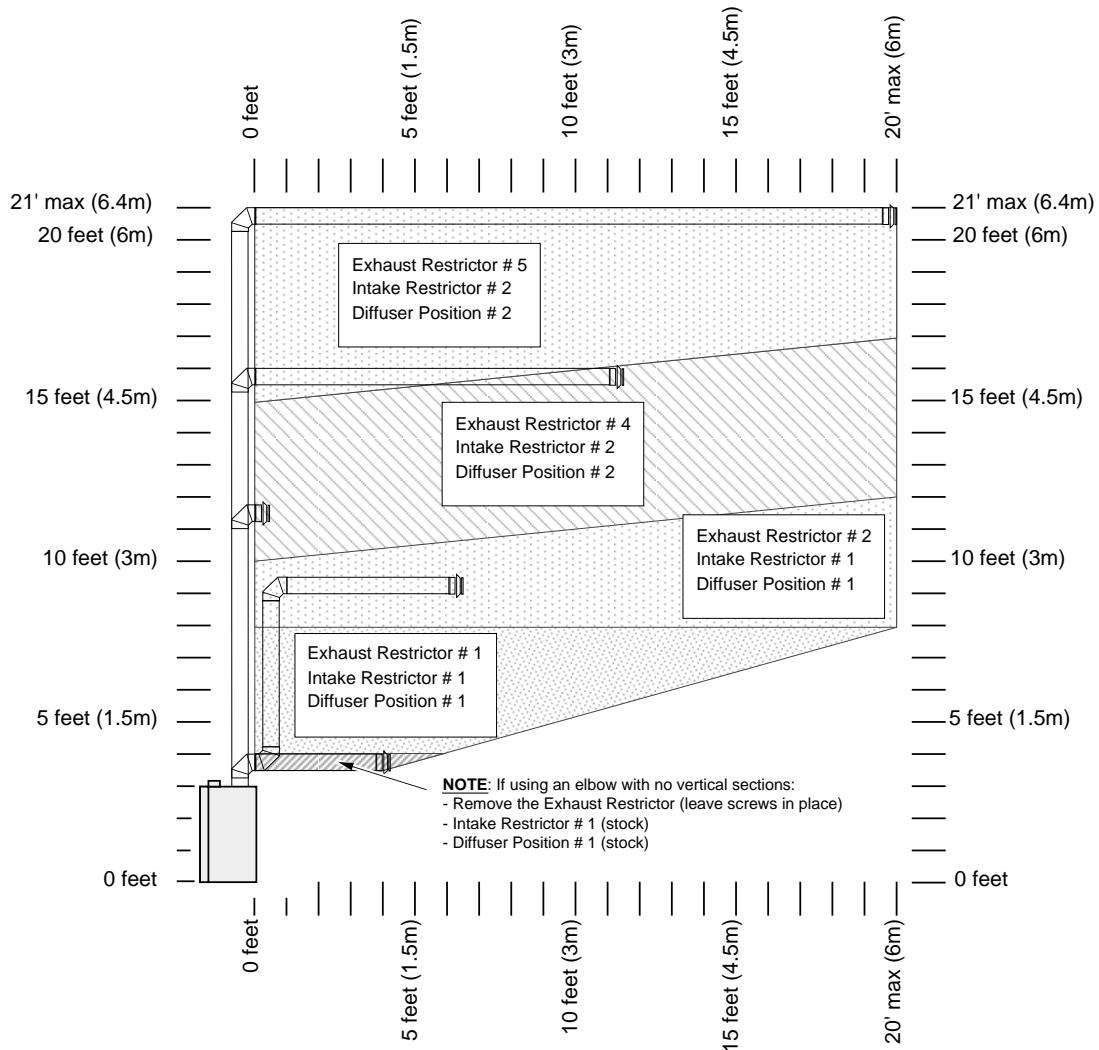 0 feet
5 feet (1.5m)
10 feet (3m)
15 feet (4.5m)
20' max (6m)
21' max (6.4m)
21' max (6.4m)
20 feet (6m)
20 feet (6m)
Exhaust Restrictor # 5
Intake Restrictor # 2
Diffuser Position # 2
15 feet (4.5m)
15 feet (4.5m)
Exhaust Restrictor # 4
Intake Restrictor # 2
Diffuser Position # 2
10 feet (3m)
10 feet (3m)
Exhaust Restrictor # 2
Intake Restrictor # 1
Diffuser Position # 1
Exhaust Restrictor # 1
Intake Restrictor # 1
Diffuser Position # 1
5 feet (1.5m)
5 feet (1.5m)
NOTE: If using an elbow with no vertical sections:
- Remove the Exhaust Restrictor (leave screws in place)
- Intake Restrictor # 1 (stock)
- Diffuser Position # 1 (stock)
0 feet
0 feet
0 feet
5 feet (1.5m)
10 feet (3m)
15 feet (4.5m)
20' max (6m)